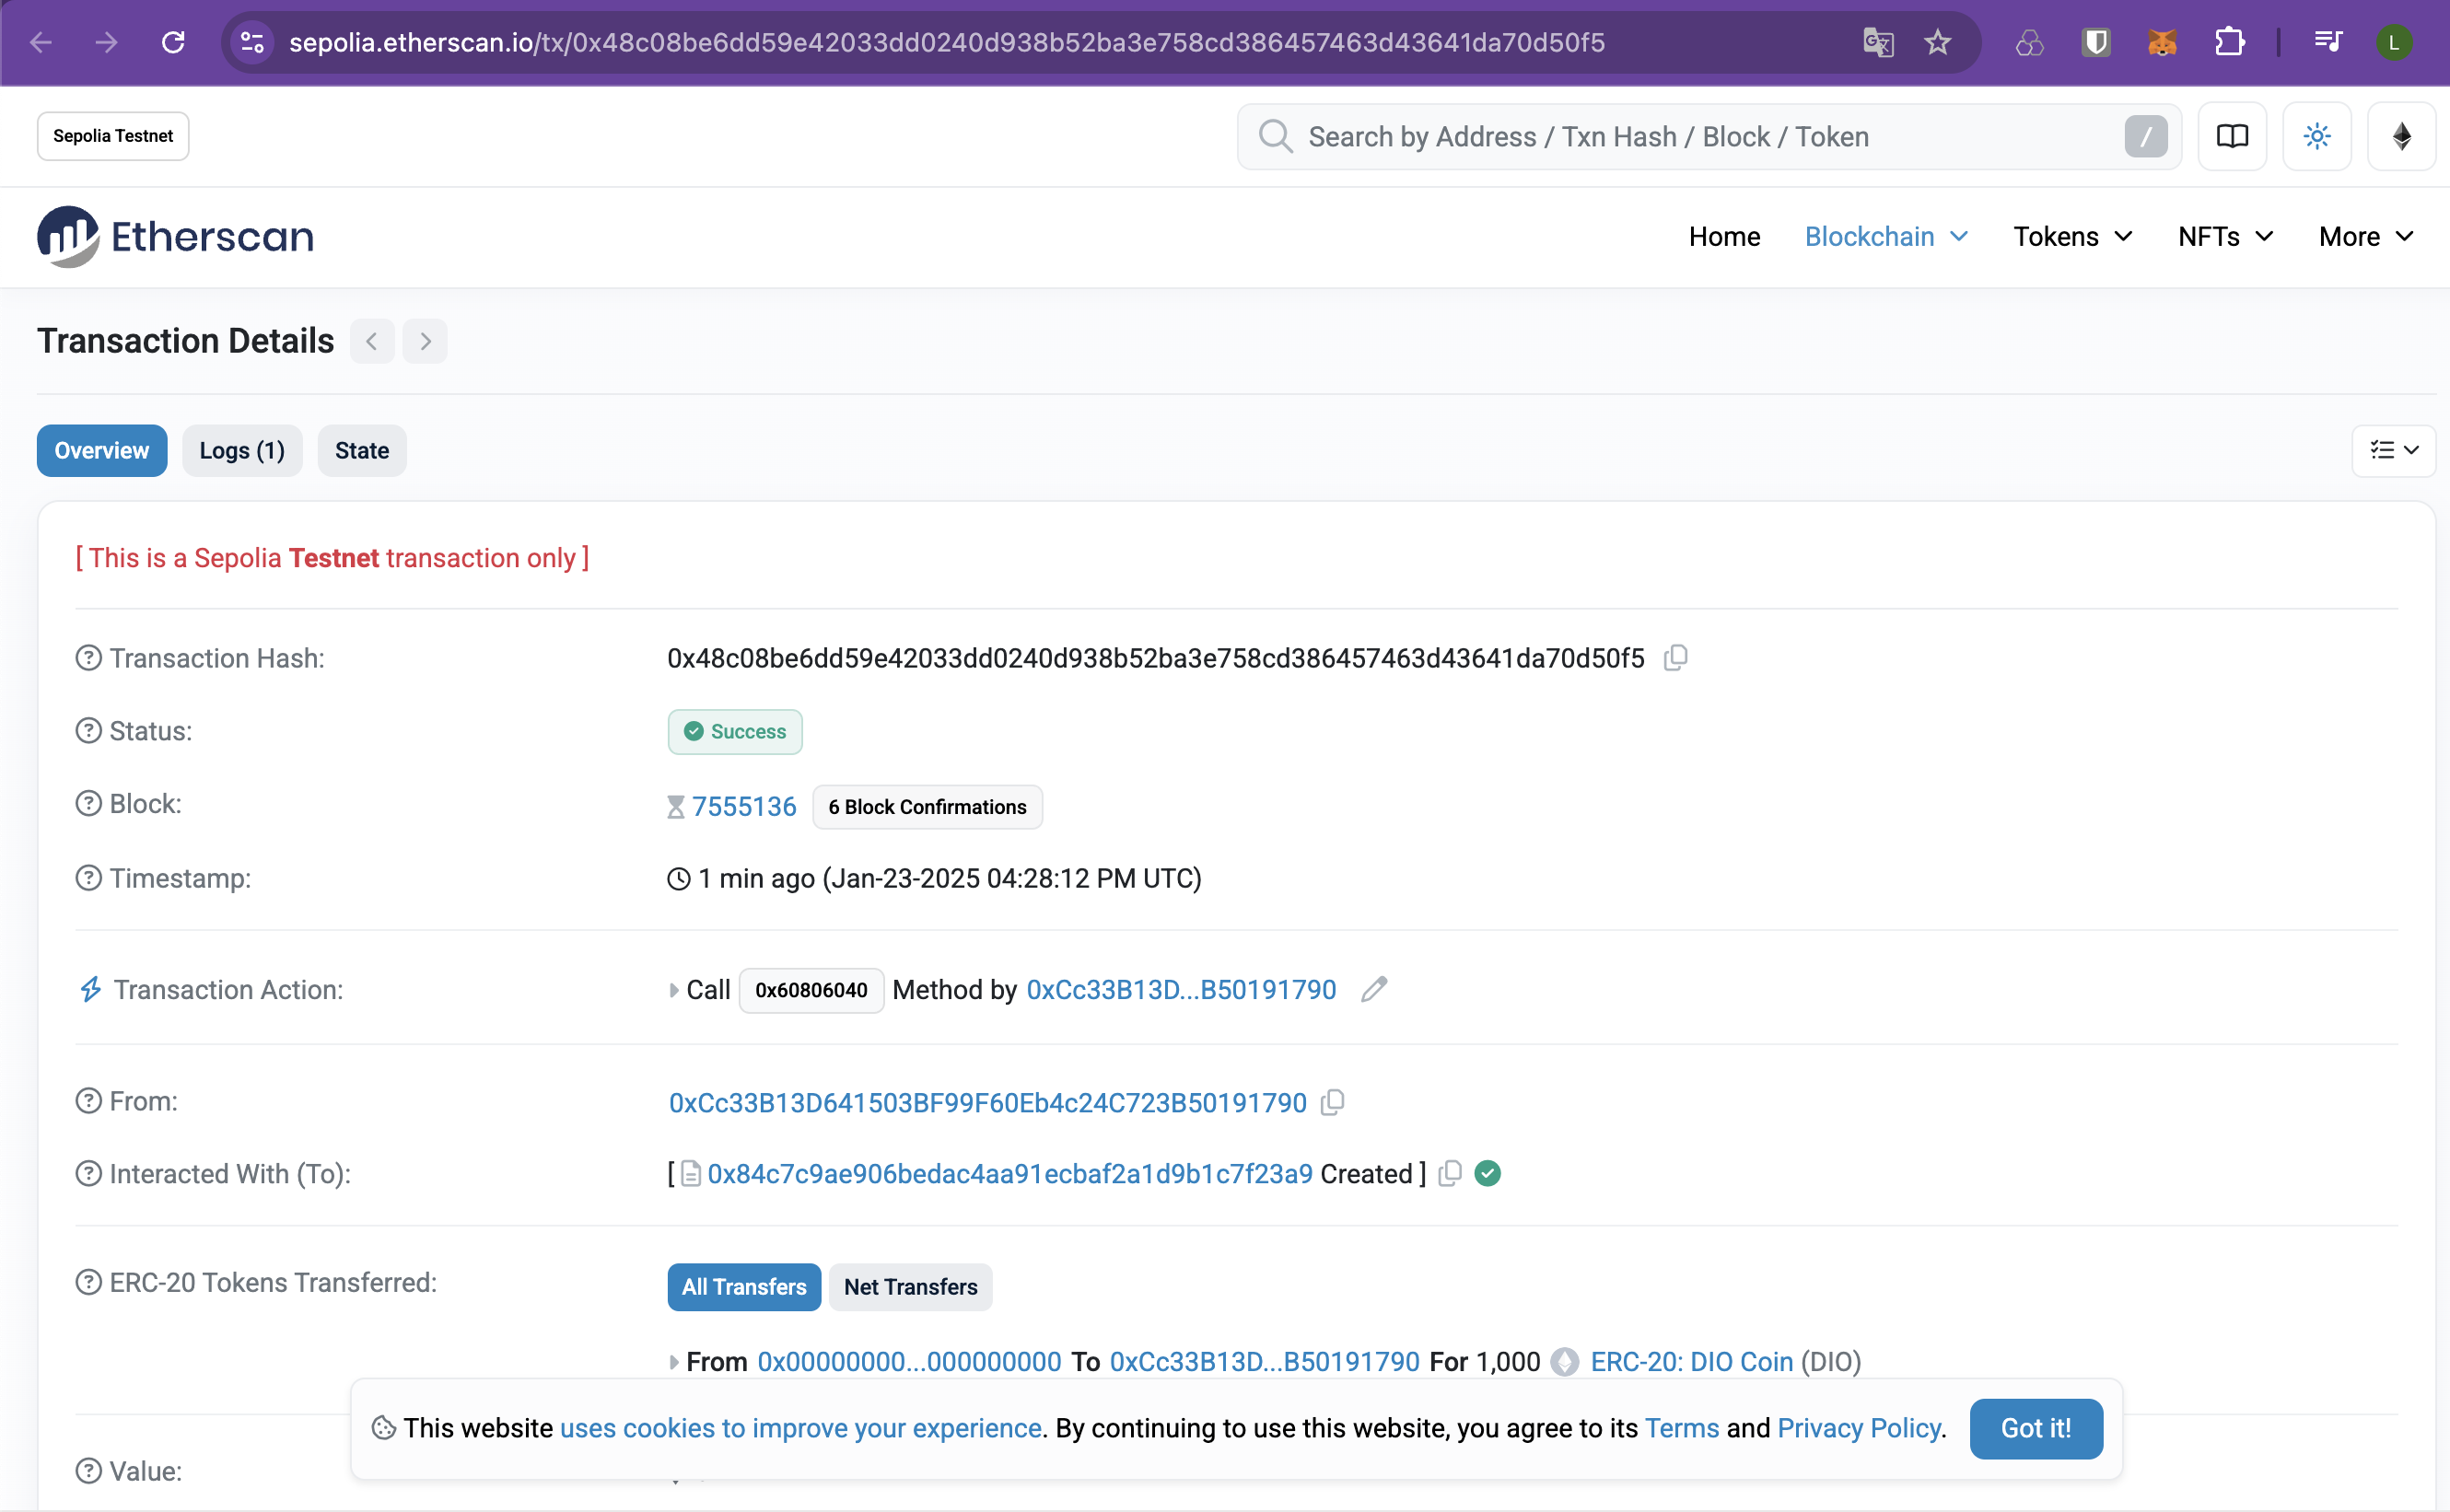 sepolia.etherscan.io/tx/0x48c08be6dd59e42033dd0240d938b52ba3e758cd386457463d43641da70d50f5
L
Sepolia Testnet
Search by Address / Txn Hash / Block / Token
/
Etherscan
Home Blockchain Tokens NFTs More
Transaction Details
Overview Logs (1) State
[ This is a Sepolia Testnet transaction only ]
Transaction Hash: 0x48c08be6dd59e42033dd0240d938b52ba3e758cd386457463d43641da70d50f5
Status: Success
Block: 7555136 6 Block Confirmations
Timestamp: 1 min ago (Jan-23-2025 04:28:12 PM UTC)
Transaction Action: Call 0x60806040 Method by 0xCc33B13D...B50191790
From: 0xCc33B13D641503BF99F60Eb4c24C723B50191790
Interacted With (To): [ 0x84c7c9ae906bedac4aa91ecbaf2a1d9b1c7f23a9 Created ]
ERC-20 Tokens Transferred: All Transfers Net Transfers
From 0x00000000...000000000 To 0xCc33B13D...B50191790 For 1,000 ERC-20: DIO Coin (DIO)
This website uses cookies to improve your experience. By continuing to use this website, you agree to its Terms and Privacy Policy. Got it!
Value: